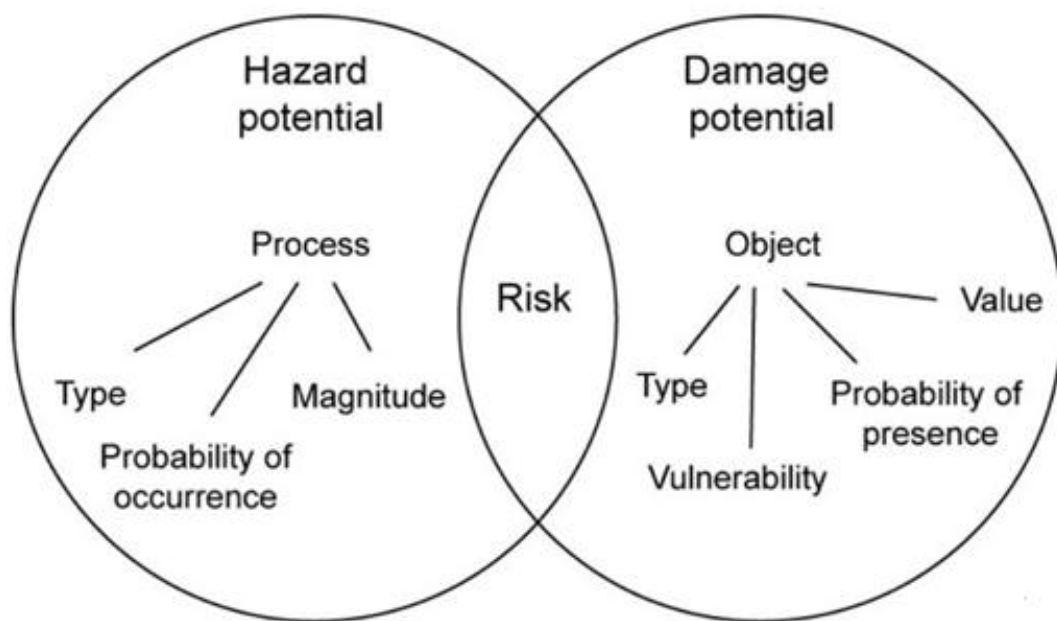 Hazard
potential
Process
Type
Probability of
occurrence
Magnitude
Risk
Damage
potential
Object
Type
Vulnerability
Probability of
presence
Value